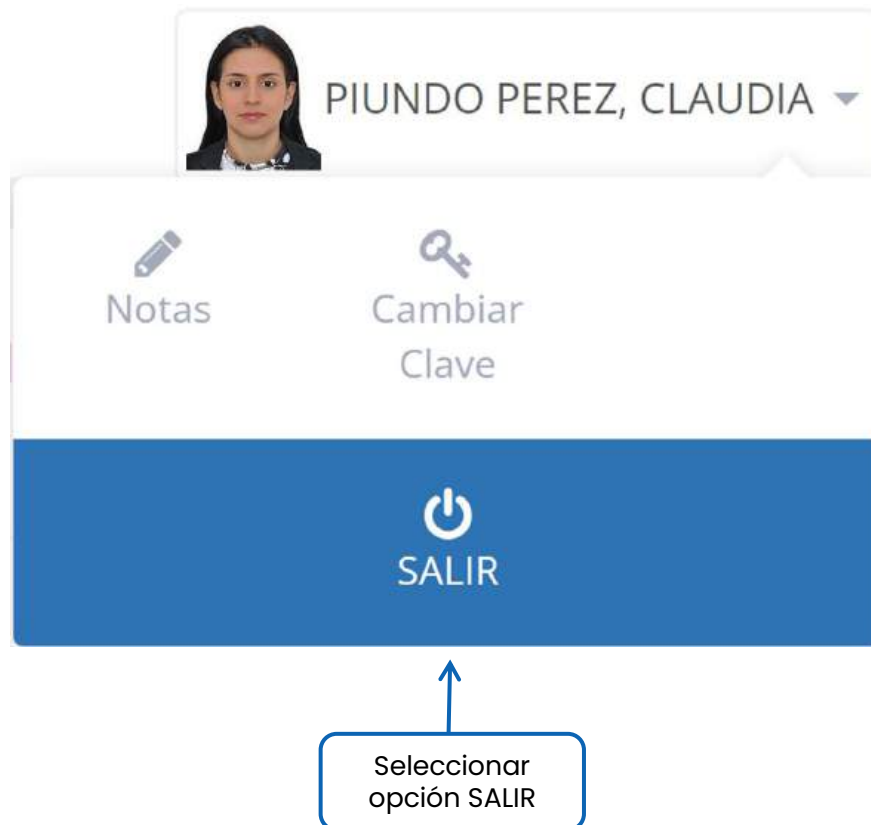 PIUNDO PEREZ, CLAUDIA
Notas
Cambiar
Clave
SALIR
Seleccionar
opción SALIR